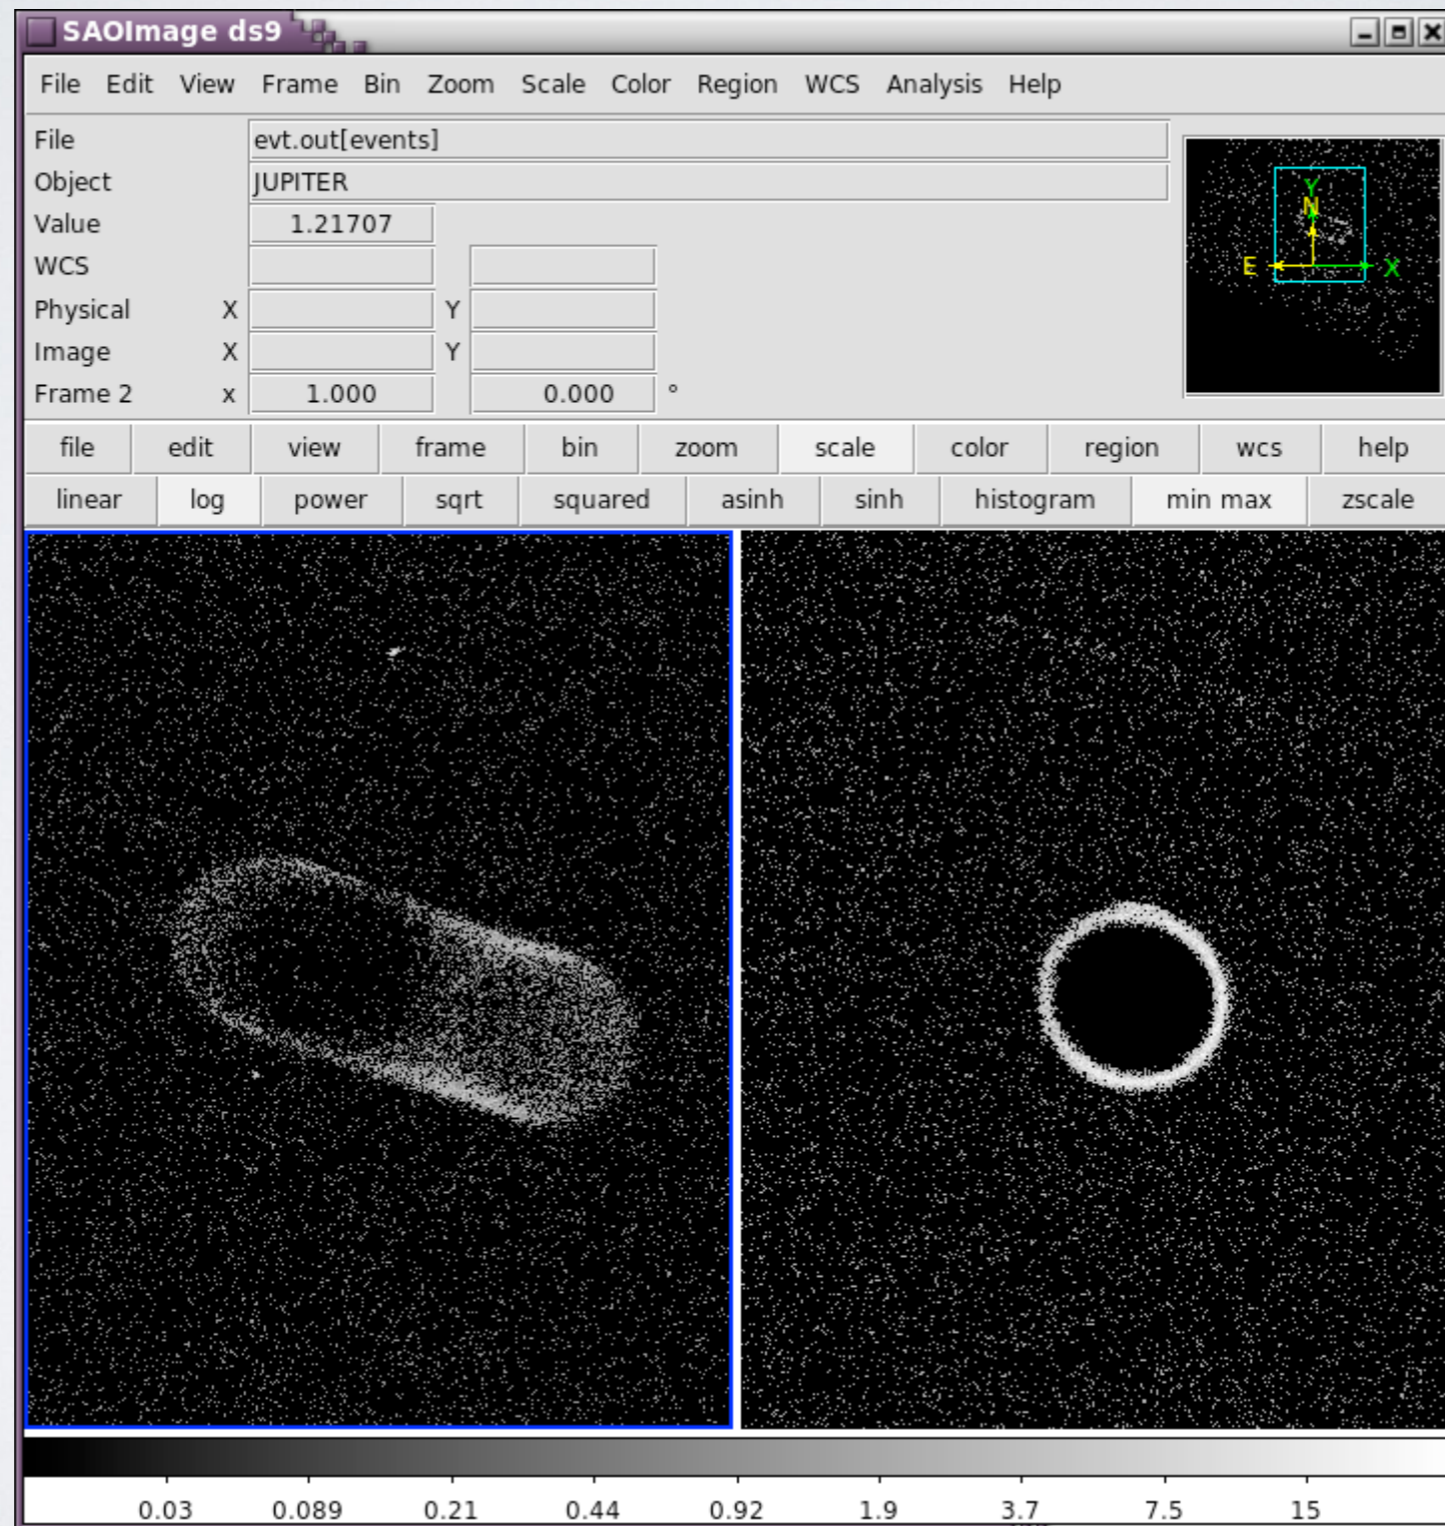 SAOImage ds9
File Edit View Frame Bin Zoom Scale Color Region WCS Analysis Help
File evt.out[events]
Object JUPITER
Value 1.21707
WCS
Physical X Y
Image X Y
Frame 2 x 1.000 0.000 °
Y
N
E X
file edit view frame bin zoom scale color region wcs help
linear log power sqrt squared asinh sinh histogram min max zscale
0.03 0.089 0.21 0.44 0.92 1.9 3.7 7.5 15